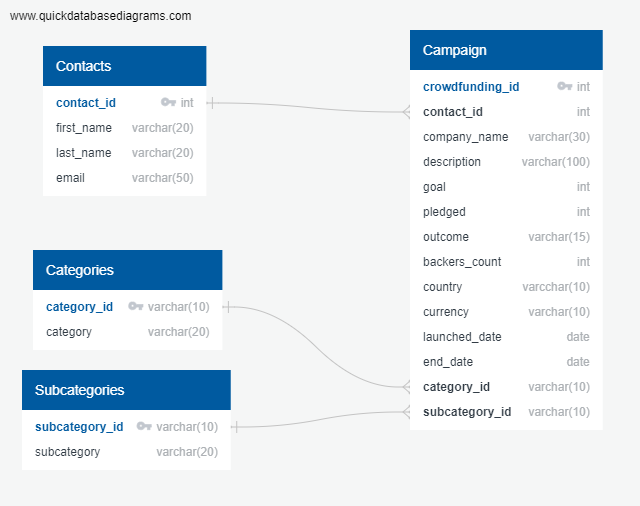 www.quickdatabasediagrams.com
Contacts
contact_id int
first_name varchar(20)
last_name varchar(20)
email varchar(50)
Categories
category_id varchar(10)
category varchar(20)
Subcategories
subcategory_id varchar(10)
subcategory varchar(20)
Campaign
crowdfunding_id int
contact_id int
company_name varchar(30)
description varchar(100)
goal int
pledged int
outcome varchar(15)
backers_count int
country varcchar(10)
currency varchar(10)
launched_date date
end_date date
category_id varchar(10)
subcategory_id varchar(10)